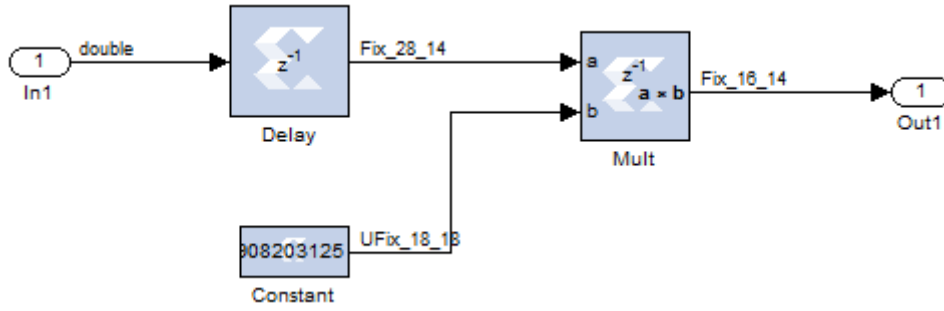 1
In1
double
z⁻¹
Delay
Fix_28_14
a
b
z⁻¹
a × b
Mult
Fix_16_14
1
Out1
908203125
Constant
UFix_18_18